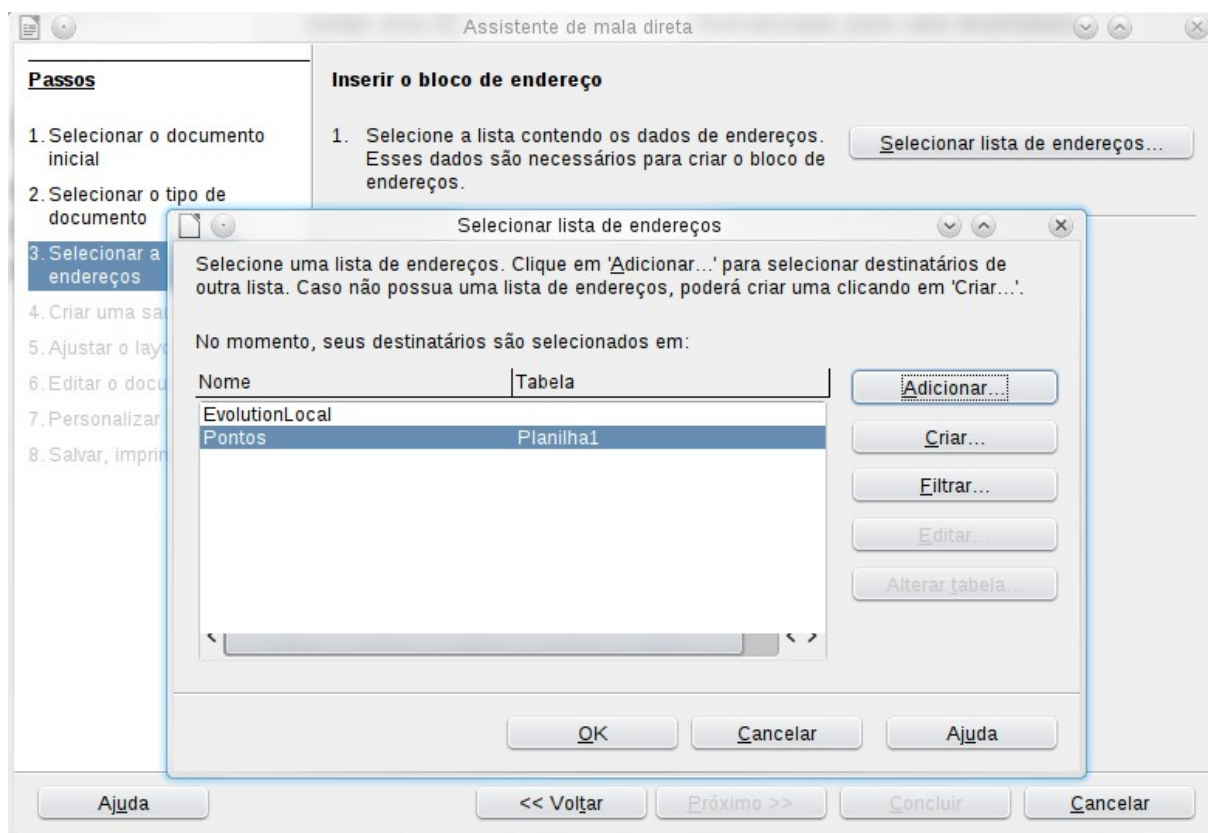 Assistente de mala direta
Passos
1. Selecionar o documento
inicial
2. Selecionar o tipo de
documento
3. Selecionar a
endereços
4. Criar uma
5. Ajustar o
6. Editar o
7. Personalizar
8. Salvar,
Inserir o bloco de endereço
1. Selecione a lista contendo os dados de endereços.
Esses dados são necessários para criar o bloco de
endereços.
Selecionar lista de endereços...
Selecionar lista de endereços
Selecione uma lista de endereços. Clique em 'Adicionar...' para selecionar destinatários de
outra lista. Caso não possua uma lista de endereços, poderá criar uma clicando em 'Criar...'.
No momento, seus destinatários são selecionados em:
Nome Tabela
EvolutionLocal
Pontos Planilha1
Adicionar...
Criar...
Filtrar...
Editar...
Alterar tabela...
OK Cancelar Ajuda
Ajuda << Voltar Próximo >> Concluir Cancelar